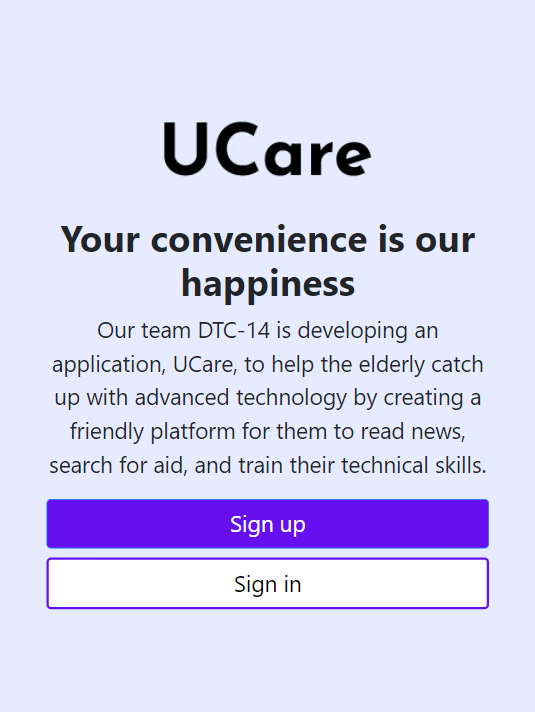 UCare
Your convenience is our
happiness
Our team DTC-14 is developing an
application, UCare, to help the elderly catch
up with advanced technology by creating a
friendly platform for them to read news,
search for aid, and train their technical skills.
Sign up
Sign in